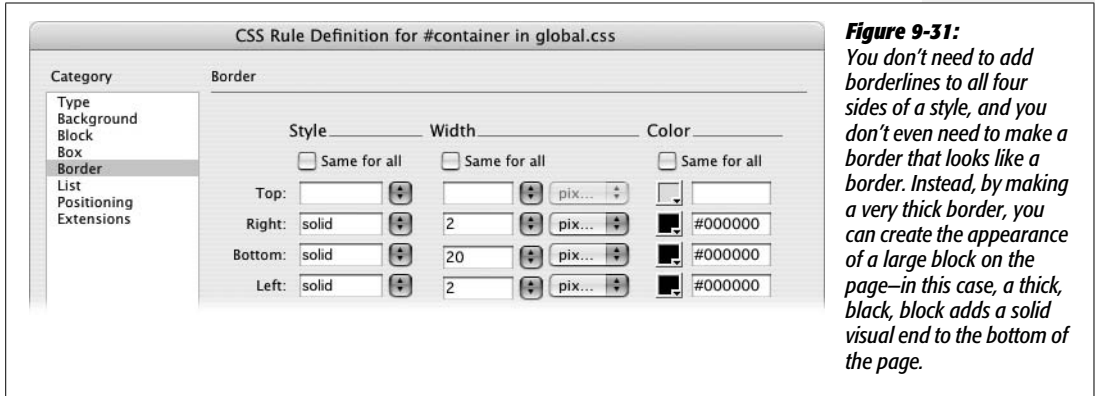 CSS Rule Definition for #container in global.css
Category
Border
Type
Background
Block
Box
Border
List
Positioning
Extensions
Style Width Color
Same for all Same for all Same for all
Top: pix...
Right: solid 2 pix... #000000
Bottom: solid 20 pix... #000000
Left: solid 2 pix... #000000
Figure 9-31:
You don't need to add
borderlines to all four
sides of a style, and you
don't even need to make a
border that looks like a
border. Instead, by making
a very thick border, you
can create the appearance
of a large block on the
page—in this case, a thick,
black, block adds a solid
visual end to the bottom of
the page.